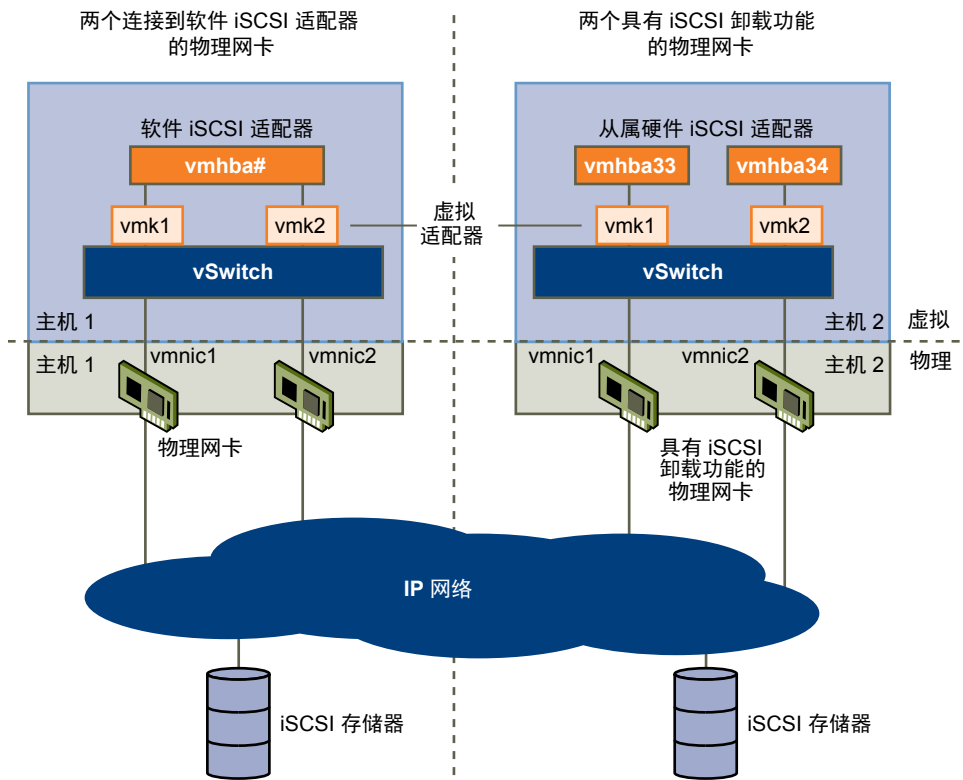 两个连接到软件 iSCSI 适配器
的物理网卡
两个具有 iSCSI 卸载功能
的物理网卡
软件 iSCSI 适配器
vmhba#
vmk1
vmk2
vSwitch
主机 1
虚拟
适配器
从属硬件 iSCSI 适配器
vmhba33
vmhba34
vmk1
vmk2
vSwitch
主机 2
虚拟
主机 1
vmnic1
vmnic2
物理网卡
vmnic1
vmnic2
主机 2
物理
具有 iSCSI
卸载功能的
物理网卡
IP 网络
iSCSI 存储器
iSCSI 存储器